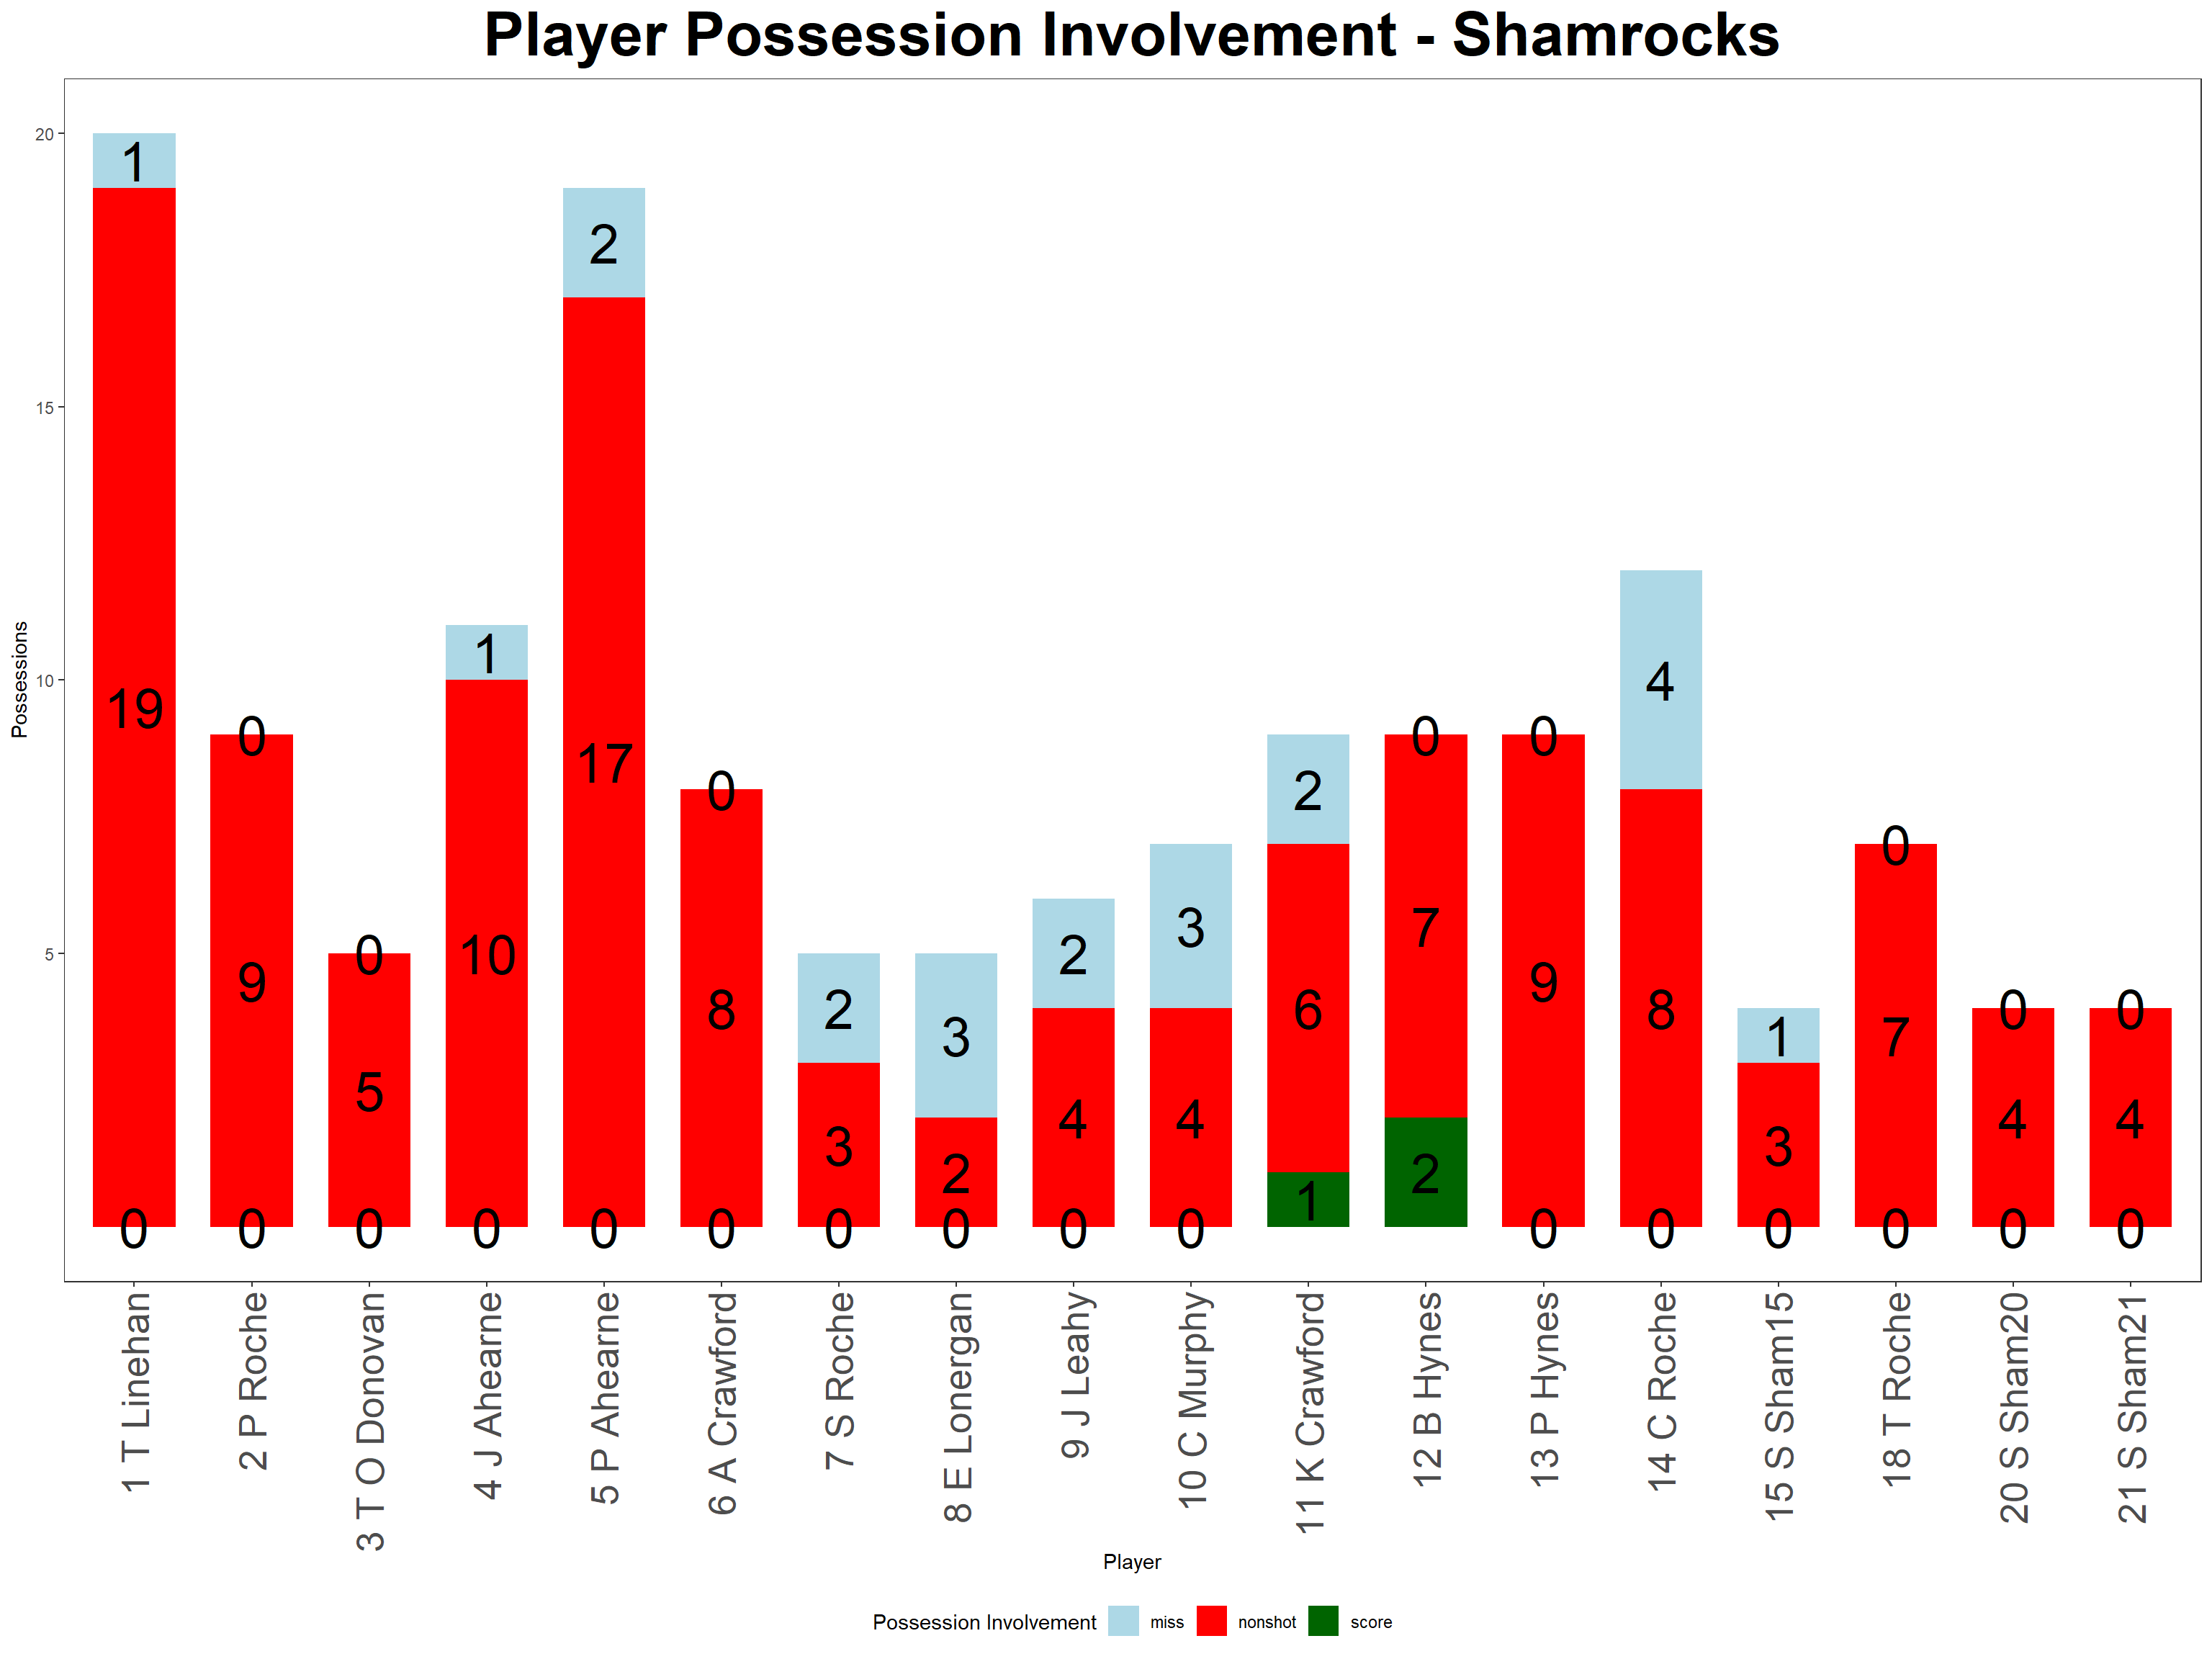 Player Possession Involvement - Shamrocks
Possessions
20
15
10
5
1
19
0
0
9
0
0
5
0
1
10
0
2
17
0
0
8
0
2
3
0
3
2
0
2
4
0
3
4
0
2
6
1
0
7
2
0
9
0
4
8
0
1
3
0
0
7
0
0
4
0
0
4
0
1 T Linehan
2 P Roche
3 T O Donovan
4 J Ahearne
5 P Ahearne
6 A Crawford
7 S Roche
8 E Lonergan
9 J Leahy
10 C Murphy
11 K Crawford
12 B Hynes
13 P Hynes
14 C Roche
15 S Sham15
18 T Roche
20 S Sham20
21 S Sham21
Player
Possession Involvement miss nonshot score